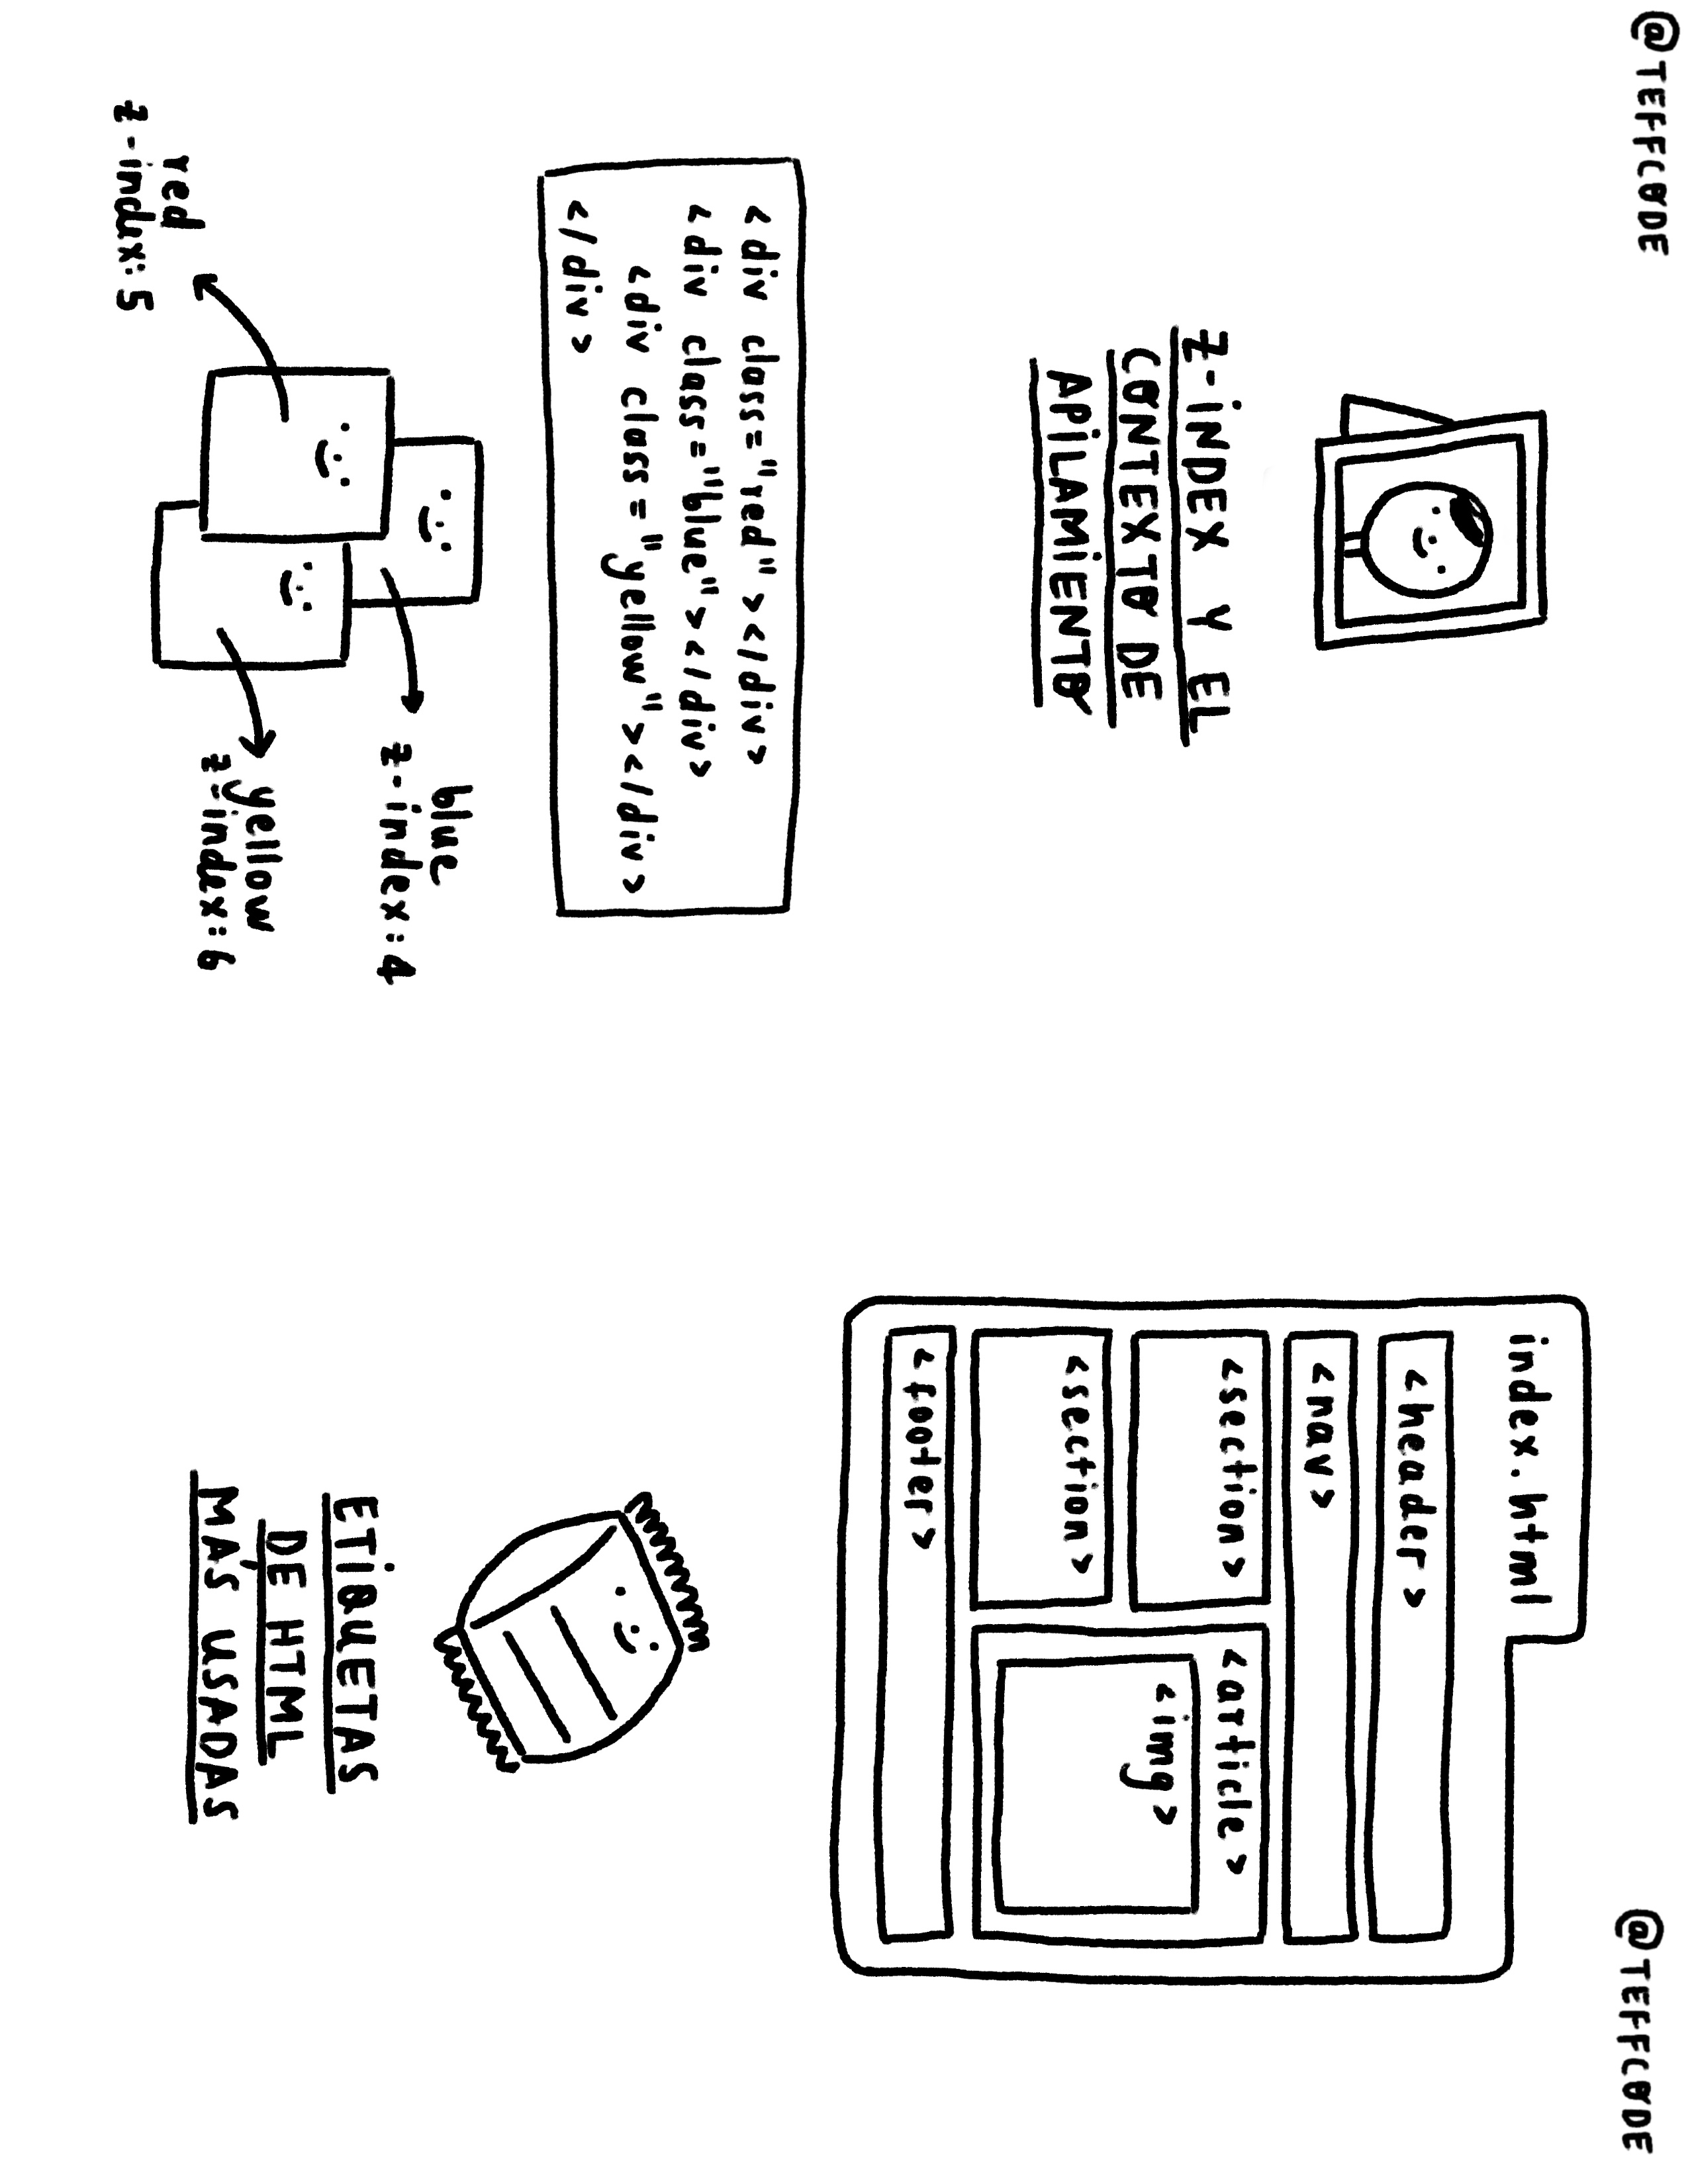 @TEFFCODE
Z-INDEX Y EL
CONTEXTO DE
APILAMIENTO
<div class="red"></div>
<div class="blue"></div>
<div class="yellow"></div>
</div>
blue
z-index:4
yellow
z-index:6
red
z-index:5
@TEFFCODE
index.html
<header>
<nav>
<section>
<article>
<img>
<section>
<footer>
ETIQUETAS
DE HTML
MÁS USADAS